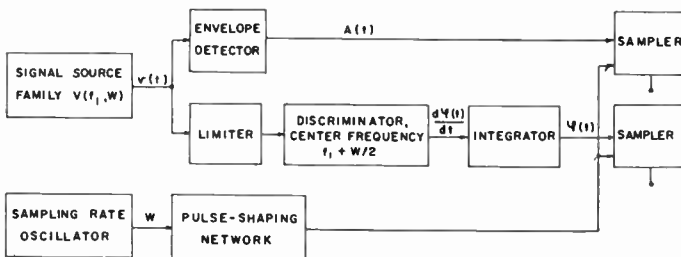 ENVELOPE
DETECTOR
A(t)
SAMPLER
SIGNAL SOURCE
FAMILY V(f₁,W)
v(t)
LIMITER
DISCRIMINATOR,
CENTER FREQUENCY
f₁ + W/2
dφ(t)
dt
INTEGRATOR
φ(t)
SAMPLER
SAMPLING RATE
OSCILLATOR
W
PULSE-SHAPING
NETWORK